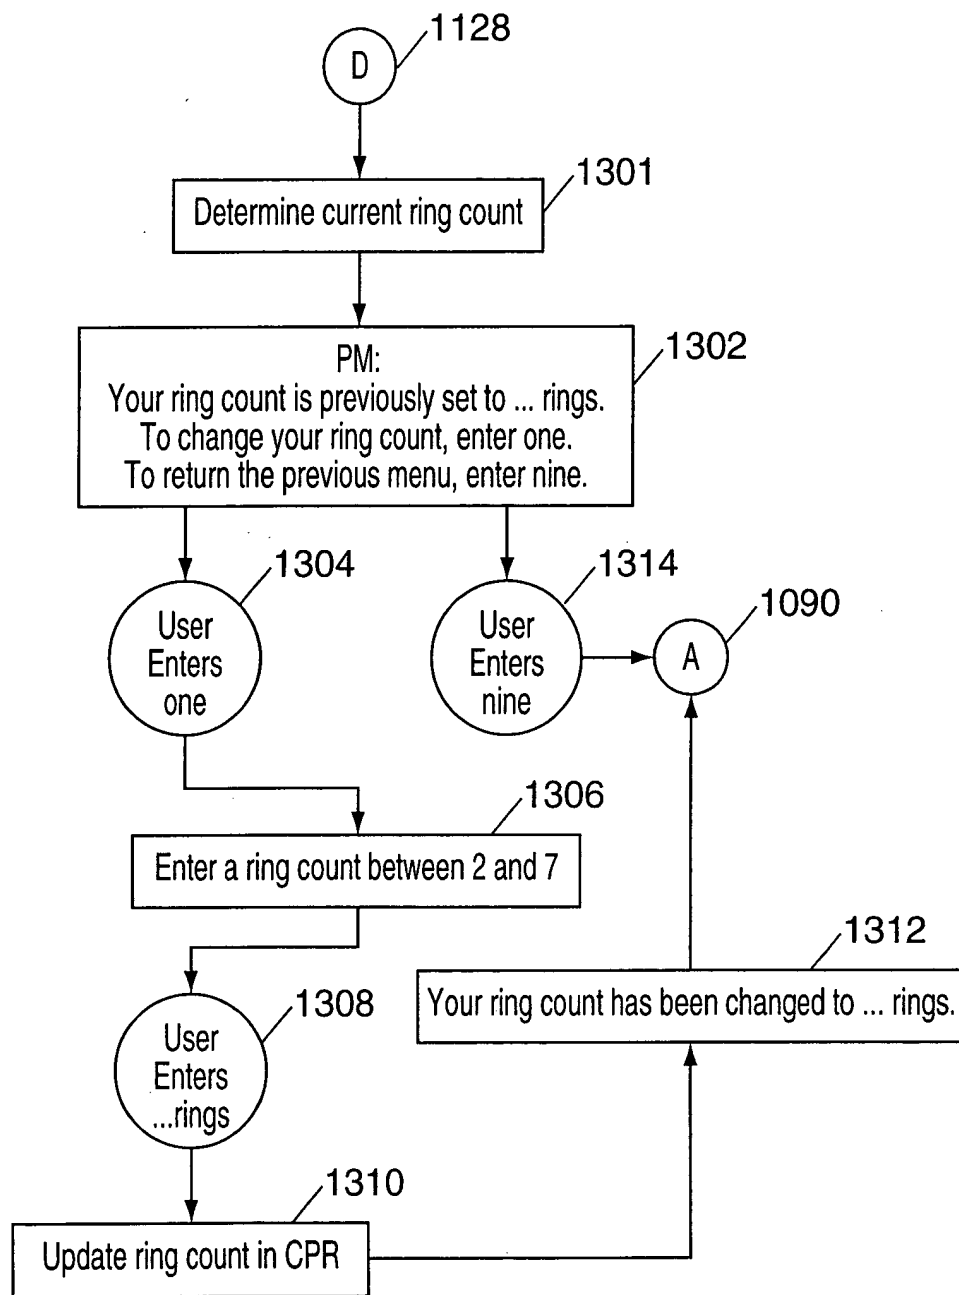 1128
D
1301
Determine current ring count
1302
PM:
Your ring count is previously set to ... rings.
To change your ring count, enter one.
To return the previous menu, enter nine.
1304
User
Enters
one
1314
User
Enters
nine
1090
A
1306
Enter a ring count between 2 and 7
1308
User
Enters
...rings
1312
Your ring count has been changed to ... rings.
1310
Update ring count in CPR